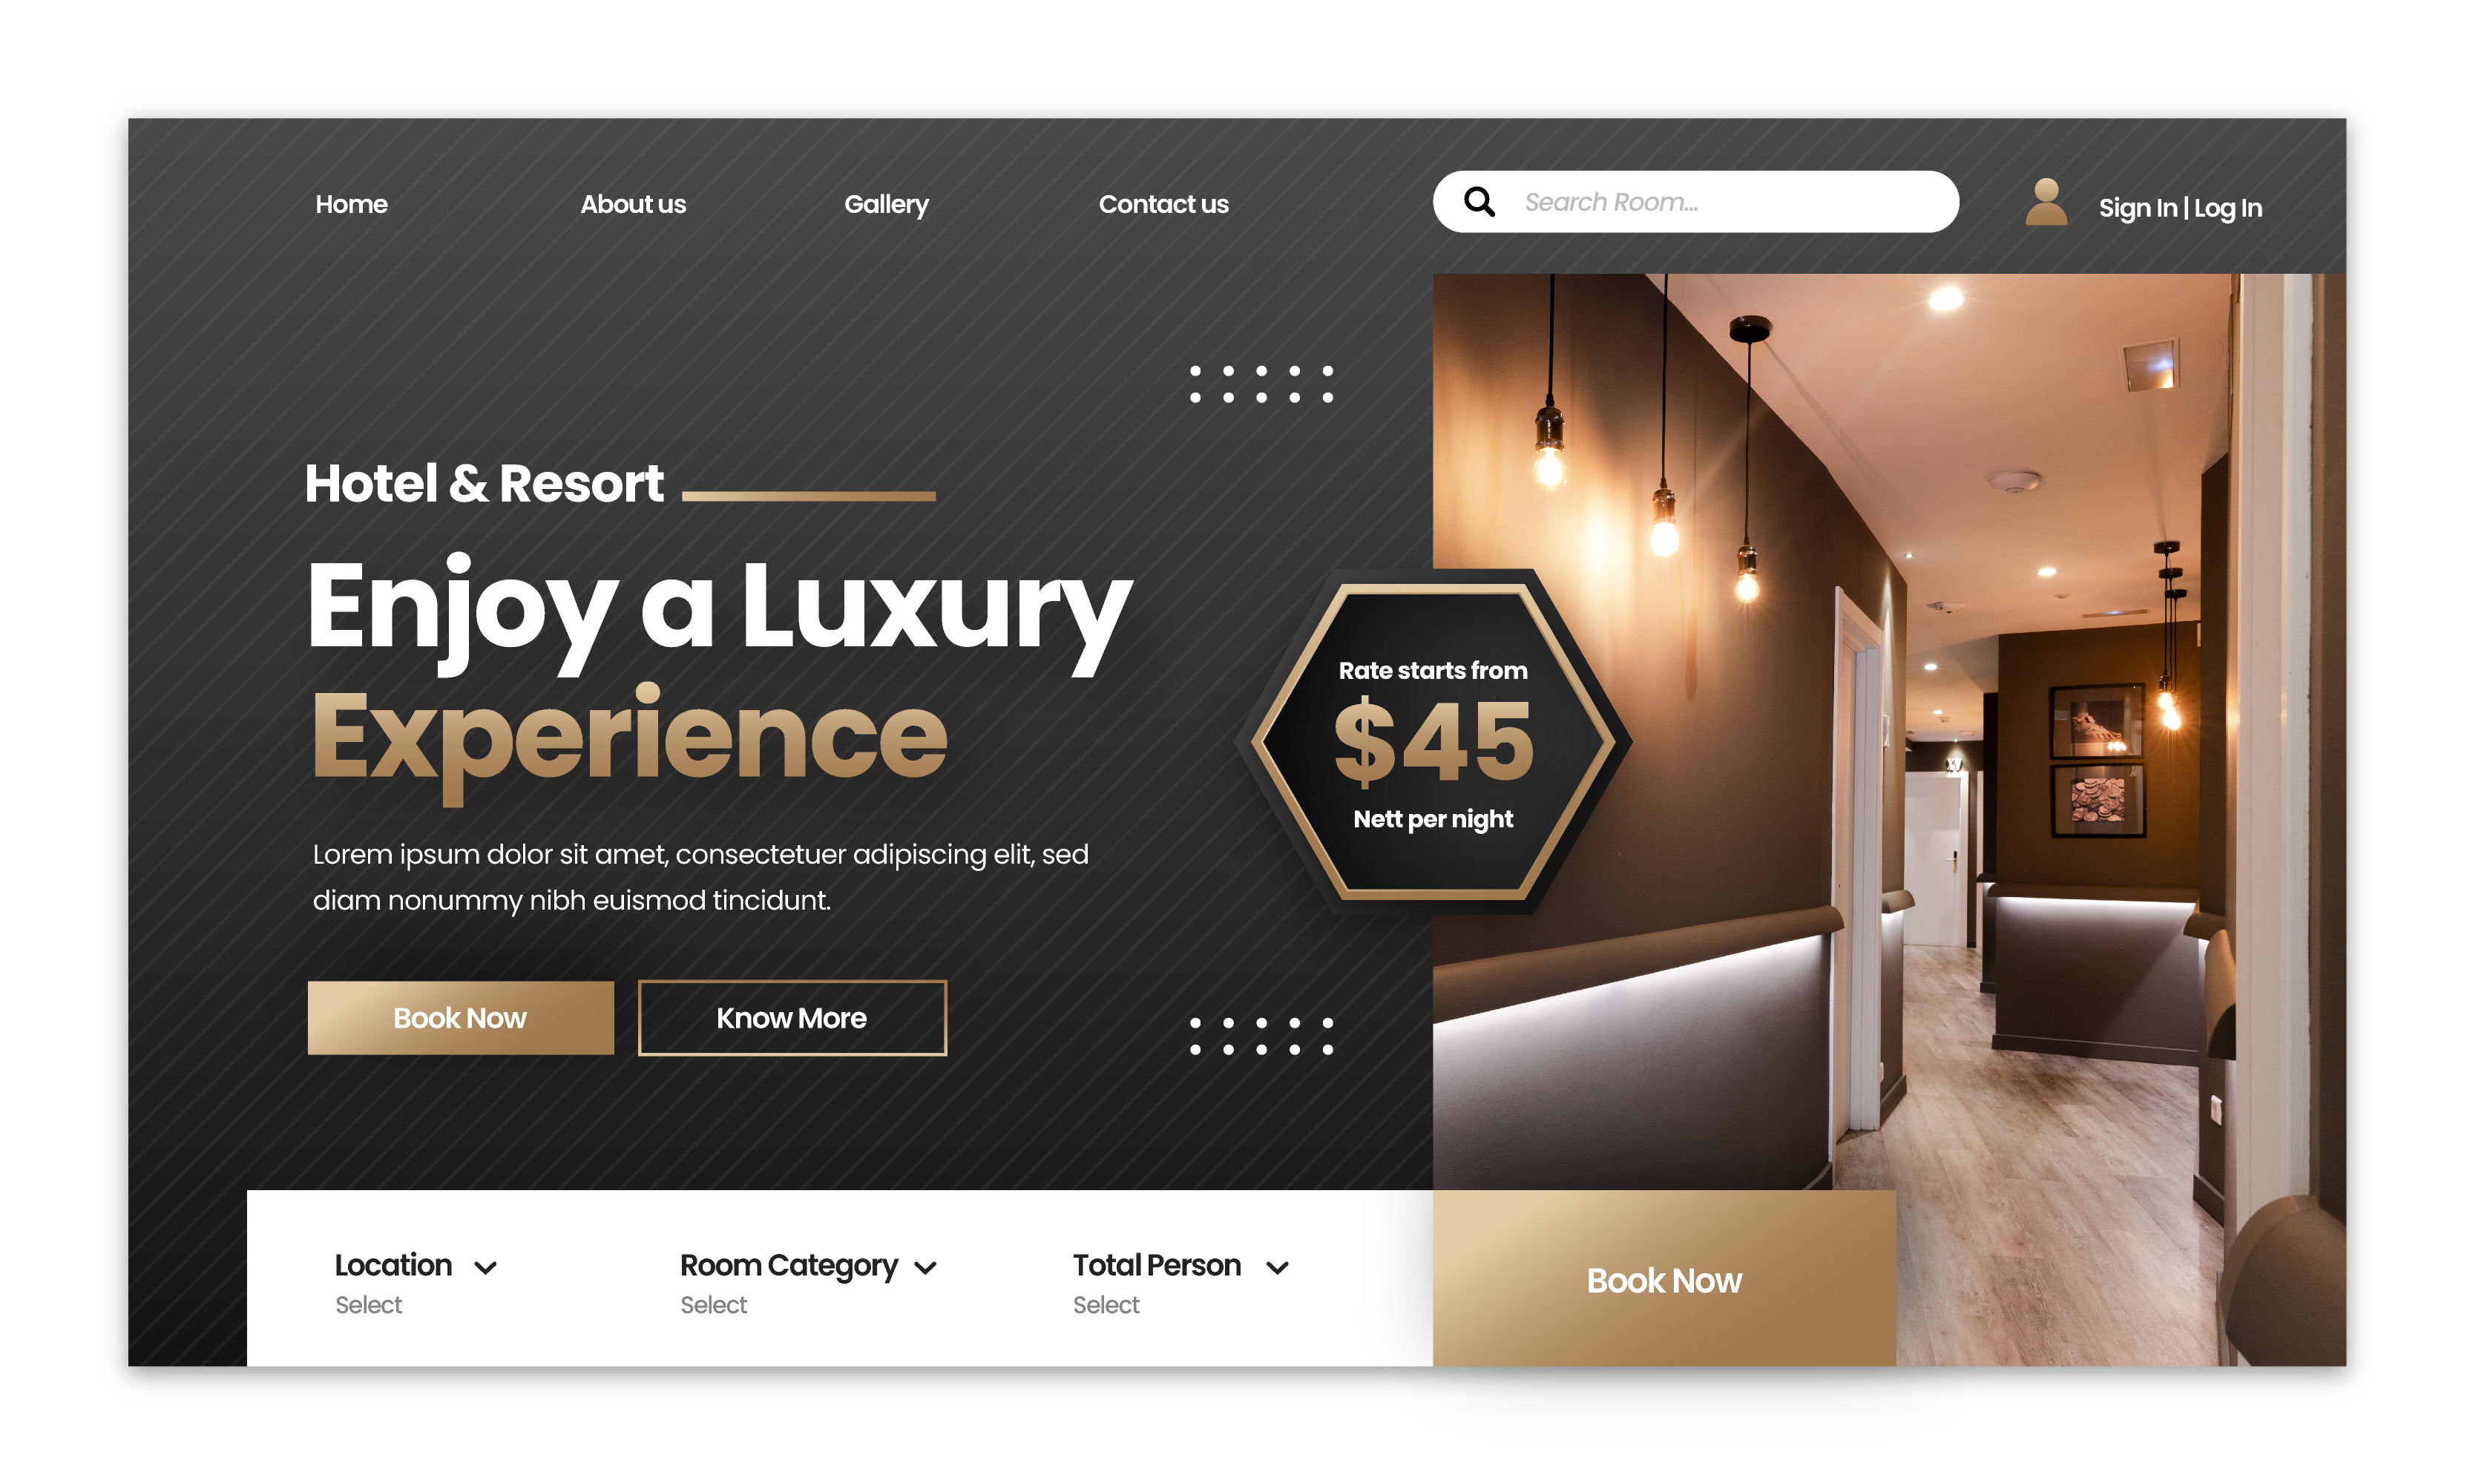 Home
About us
Gallery
Contact us
Search Room...
Sign In | Log In
Hotel & Resort
Enjoy a Luxury
Experience
Lorem ipsum dolor sit amet, consectetuer adipiscing elit, sed
diam nonummy nibh euismod tincidunt.
Book Now
Know More
Rate starts from
$45
Nett per night
Location
Select
Room Category
Select
Total Person
Select
Book Now